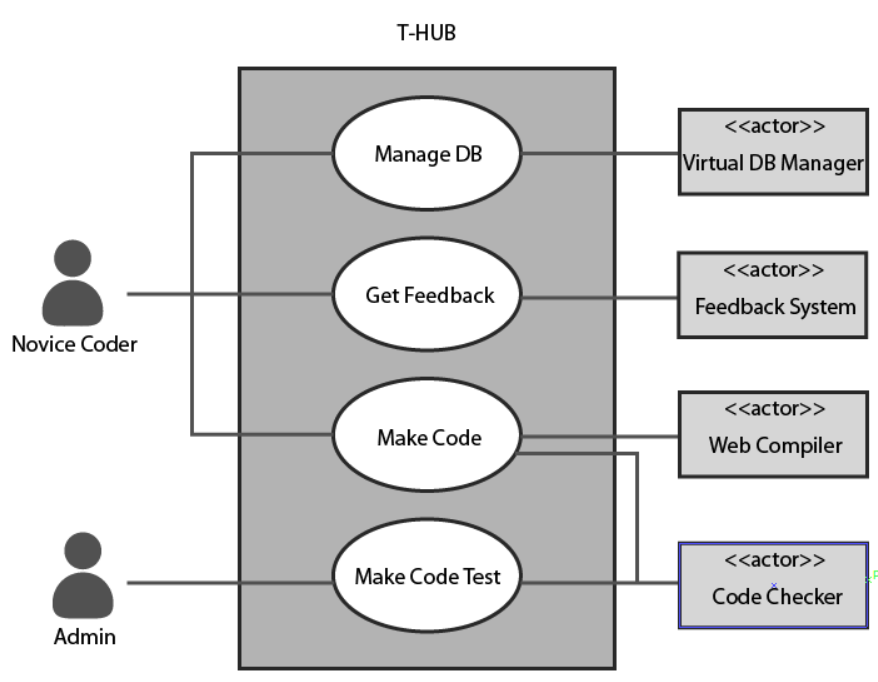 T-HUB
Manage DB
<<actor>>
Virtual DB Manager
Get Feedback
<<actor>>
Feedback System
Novice Coder
Make Code
<<actor>>
Web Compiler
Make Code Test
<<actor>>
Code Checker
Admin